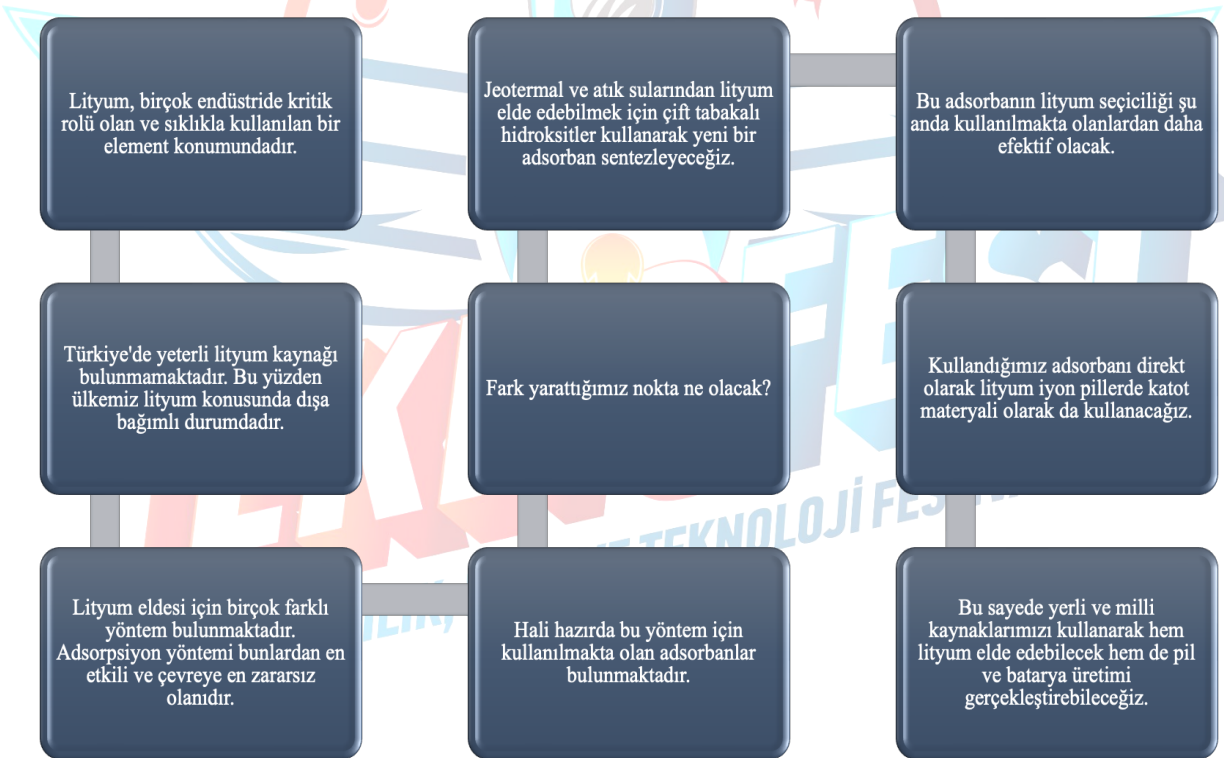 Lityum, birçok endüstride kritik
rolü olan ve sıklıkla kullanılan bir
element konumundadır.
Türkiye'de yeterli lityum kaynağı
bulunmamaktadır. Bu yüzden
ülkemiz lityum konusunda dışa
bağımlı durumdadır.
Lityum eldesi için birçok farklı
yöntem bulunmaktadır.
Adsorpsiyon yöntemi bunlardan en
etkili ve çevreye en zararsız
olanıdır.
Hali hazırda bu yöntem için
kullanılmakta olan adsorbanlar
bulunmaktadır.
Fark yarattığımız nokta ne olacak?
Jeotermal ve atık sularından lityum
elde edebilmek için çift tabakalı
hidroksitler kullanarak yeni bir
adsorban sentezleyeceğiz.
Bu adsorbanın lityum seçiciliği şu
anda kullanılmakta olanlardan daha
efektif olacak.
Kullandığımız adsorbanı direkt
olarak lityum iyon pillerde katot
materyali olarak da kullanacağız.
Bu sayede yerli ve milli
kaynaklarımızı kullanarak hem
lityum elde edebilecek hem de pil
ve batarya üretimi
gerçekleştirebileceğiz.
TEKNOLOJİ